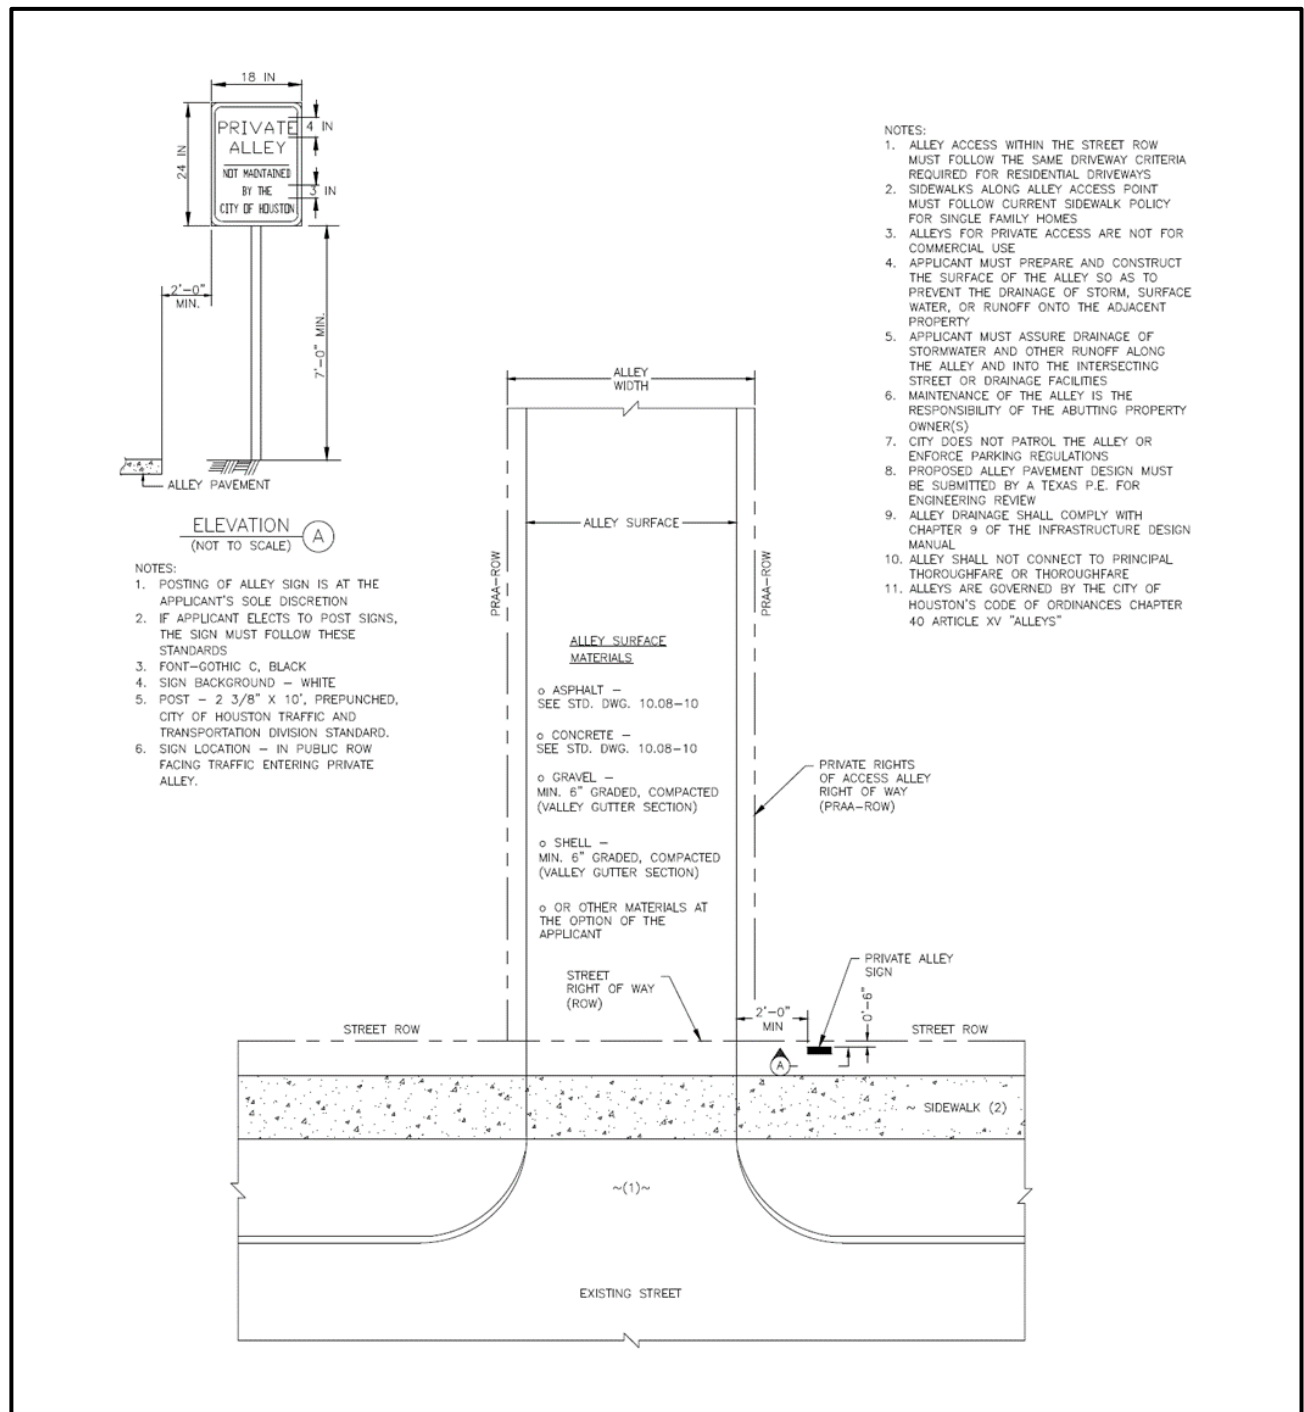 18 IN
24 IN
PRIVATE
ALLEY
NOT MAINTAINED
BY THE
CITY OF HOUSTON
4 IN
3 IN
2'-0"
MIN.
7'-0" MIN.
ALLEY PAVEMENT
ELEVATION
(NOT TO SCALE)
A
NOTES:
1. POSTING OF ALLEY SIGN IS AT THE
APPLICANT'S SOLE DISCRETION
2. IF APPLICANT ELECTS TO POST SIGNS,
THE SIGN MUST FOLLOW THESE
STANDARDS
3. FONT-GOTHIC C, BLACK
4. SIGN BACKGROUND - WHITE
5. POST - 2 3/8" X 10', PREPUNCHED,
CITY OF HOUSTON TRAFFIC AND
TRANSPORTATION DIVISION STANDARD.
6. SIGN LOCATION - IN PUBLIC ROW
FACING TRAFFIC ENTERING PRIVATE
ALLEY.
NOTES:
1. ALLEY ACCESS WITHIN THE STREET ROW
MUST FOLLOW THE SAME DRIVEWAY CRITERIA
REQUIRED FOR RESIDENTIAL DRIVEWAYS
2. SIDEWALKS ALONG ALLEY ACCESS POINT
MUST FOLLOW CURRENT SIDEWALK POLICY
FOR SINGLE FAMILY HOMES
3. ALLEYS FOR PRIVATE ACCESS ARE NOT FOR
COMMERCIAL USE
4. APPLICANT MUST PREPARE AND CONSTRUCT
THE SURFACE OF THE ALLEY SO AS TO
PREVENT THE DRAINAGE OF STORM, SURFACE
WATER, OR RUNOFF ONTO THE ADJACENT
PROPERTY
5. APPLICANT MUST ASSURE DRAINAGE OF
STORMWATER AND OTHER RUNOFF ALONG
THE ALLEY AND INTO THE INTERSECTING
STREET OR DRAINAGE FACILITIES
6. MAINTENANCE OF THE ALLEY IS THE
RESPONSIBILITY OF THE ABUTTING PROPERTY
OWNER(S)
7. CITY DOES NOT PATROL THE ALLEY OR
ENFORCE PARKING REGULATIONS
8. PROPOSED ALLEY PAVEMENT DESIGN MUST
BE SUBMITTED BY A TEXAS P.E. FOR
ENGINEERING REVIEW
9. ALLEY DRAINAGE SHALL COMPLY WITH
CHAPTER 9 OF THE INFRASTRUCTURE DESIGN
MANUAL
10. ALLEY SHALL NOT CONNECT TO PRINCIPAL
THOROUGHFARE OR THOROUGHFARE
11. ALLEYS ARE GOVERNED BY THE CITY OF
HOUSTON'S CODE OF ORDINANCES CHAPTER
40 ARTICLE XV "ALLEYS"
ALLEY
WIDTH
ALLEY SURFACE
PRAA-ROW
PRAA-ROW
ALLEY SURFACE
MATERIALS
o ASPHALT -
SEE STD. DWG. 10.08-10
o CONCRETE -
SEE STD. DWG. 10.08-10
o GRAVEL -
MIN. 6" GRADED, COMPACTED
(VALLEY GUTTER SECTION)
o SHELL -
MIN. 6" GRADED, COMPACTED
(VALLEY GUTTER SECTION)
o OR OTHER MATERIALS AT
THE OPTION OF THE
APPLICANT
PRIVATE RIGHTS
OF ACCESS ALLEY
RIGHT OF WAY
(PRAA-ROW)
STREET
RIGHT OF WAY
(ROW)
PRIVATE ALLEY
SIGN
2'-0"
MIN
0'-6"
STREET ROW
STREET ROW
A
~ SIDEWALK (2)
~(1)~
EXISTING STREET